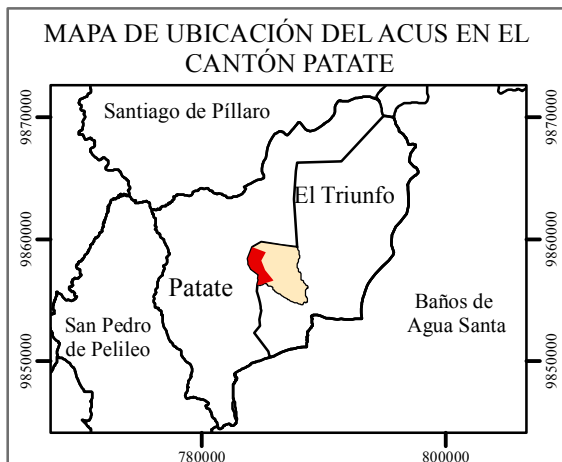 MAPA DE UBICACIÓN DEL ACUS EN EL
CANTÓN PATATE
9870000
9870000
Santiago de Píllaro
El Triunfo
9860000
9860000
Patate
Baños de
Agua Santa
San Pedro
de Pelileo
9850000
9850000
780000
800000